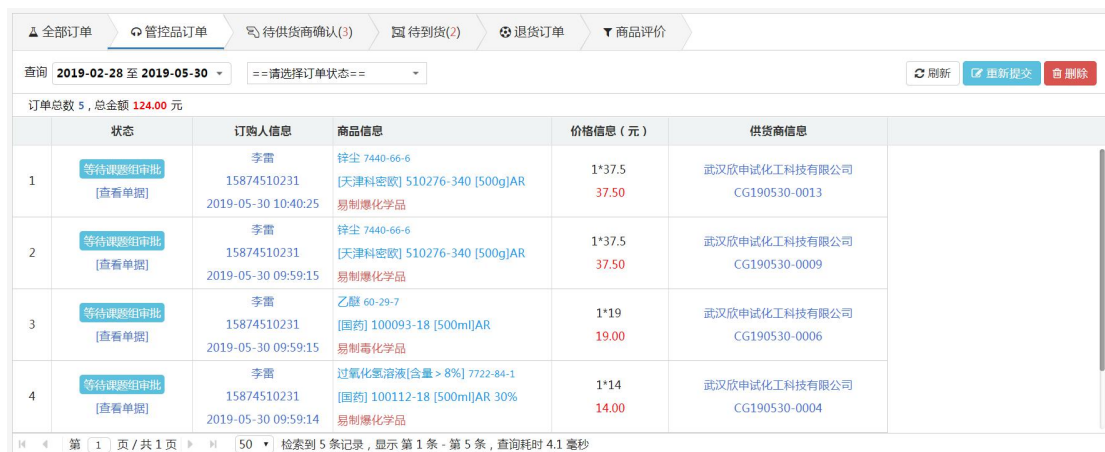 全部订单 管控品订单 待供货商确认(3) 待到货(2) 退货订单 商品评价
查询 2019-02-28 至 2019-05-30 ==请选择订单状态== 刷新 重新提交 删除
订单总数 5 , 总金额 124.00 元
状态 订购人信息 商品信息 价格信息（元） 供货商信息
1
等待课题组审批
[查看单据]
李雷
15874510231
2019-05-30 10:40:25
锌尘 7440-66-6
[天津科密欧] 510276-340 [500g]AR
易制爆化学品
1*37.5
37.50
武汉欣申试化工科技有限公司
CG190530-0013
2
等待课题组审批
[查看单据]
李雷
15874510231
2019-05-30 09:59:15
锌尘 7440-66-6
[天津科密欧] 510276-340 [500g]AR
易制爆化学品
1*37.5
37.50
武汉欣申试化工科技有限公司
CG190530-0009
3
等待课题组审批
[查看单据]
李雷
15874510231
2019-05-30 09:59:15
乙醚 60-29-7
[国药] 100093-18 [500ml]AR
易制毒化学品
1*19
19.00
武汉欣申试化工科技有限公司
CG190530-0006
4
等待课题组审批
[查看单据]
李雷
15874510231
2019-05-30 09:59:14
过氧化氢溶液[含量＞8%] 7722-84-1
[国药] 100112-18 [500ml]AR 30%
易制爆化学品
1*14
14.00
武汉欣申试化工科技有限公司
CG190530-0004
第 1 页 / 共 1 页 50 检索到 5 条记录 , 显示 第 1 条 - 第 5 条 , 查询耗时 4.1 毫秒